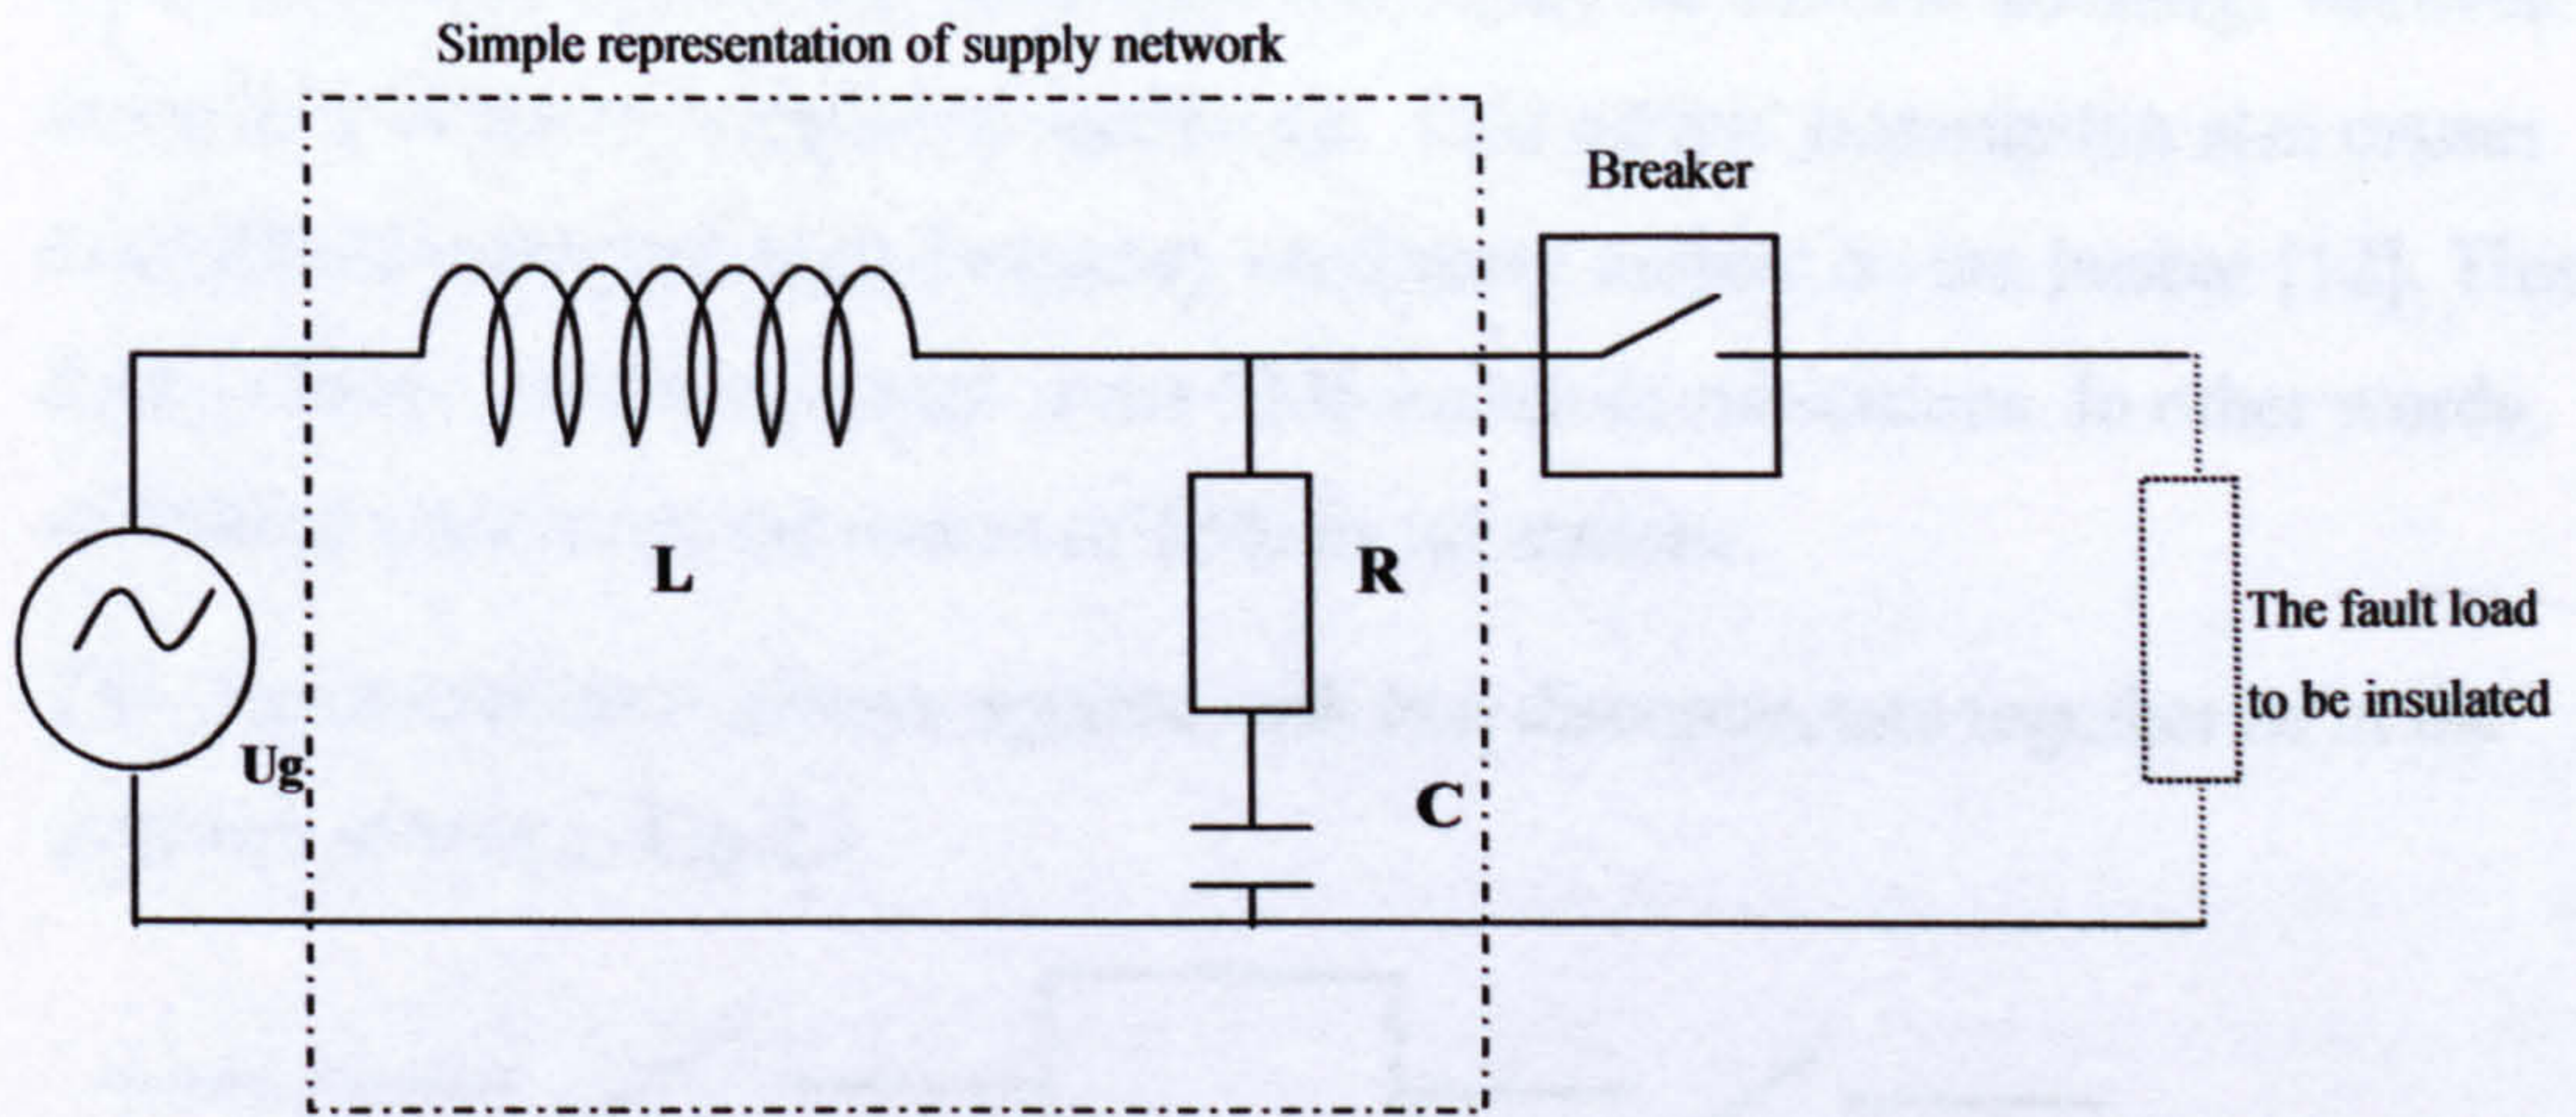 Simple representation of supply network
Breaker
L
R
The fault load
to be insulated
Ug
C